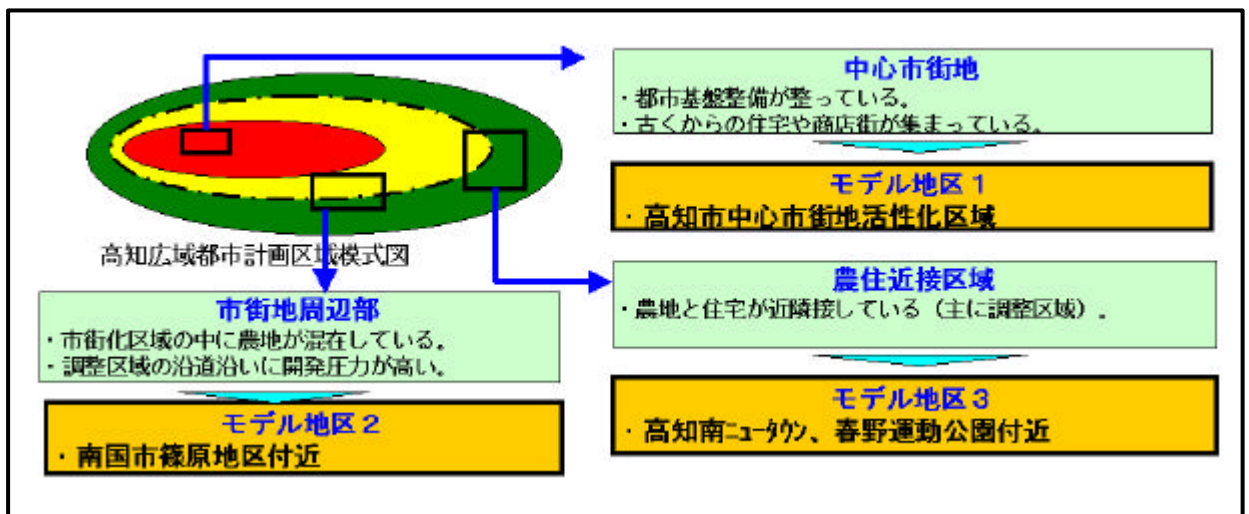 中心市街地
・都市基盤整備が整っている。
・古くからの住宅や商店街が集まっている。
モデル地区１
・高知市中心市街地活性化区域
高知広域都市計画区域模式図
農住近接区域
・農地と住宅が近隣接している（主に調整区域）．
市街地周辺部
・市街化区域の中に農地が混在している。
・調整区域の沿道沿いに開発圧力が高い。
モデル地区２
・南国市篠原地区付近
モデル地区３
・高知南ﾆｭｰﾀｳﾝ、春野運動公園付近